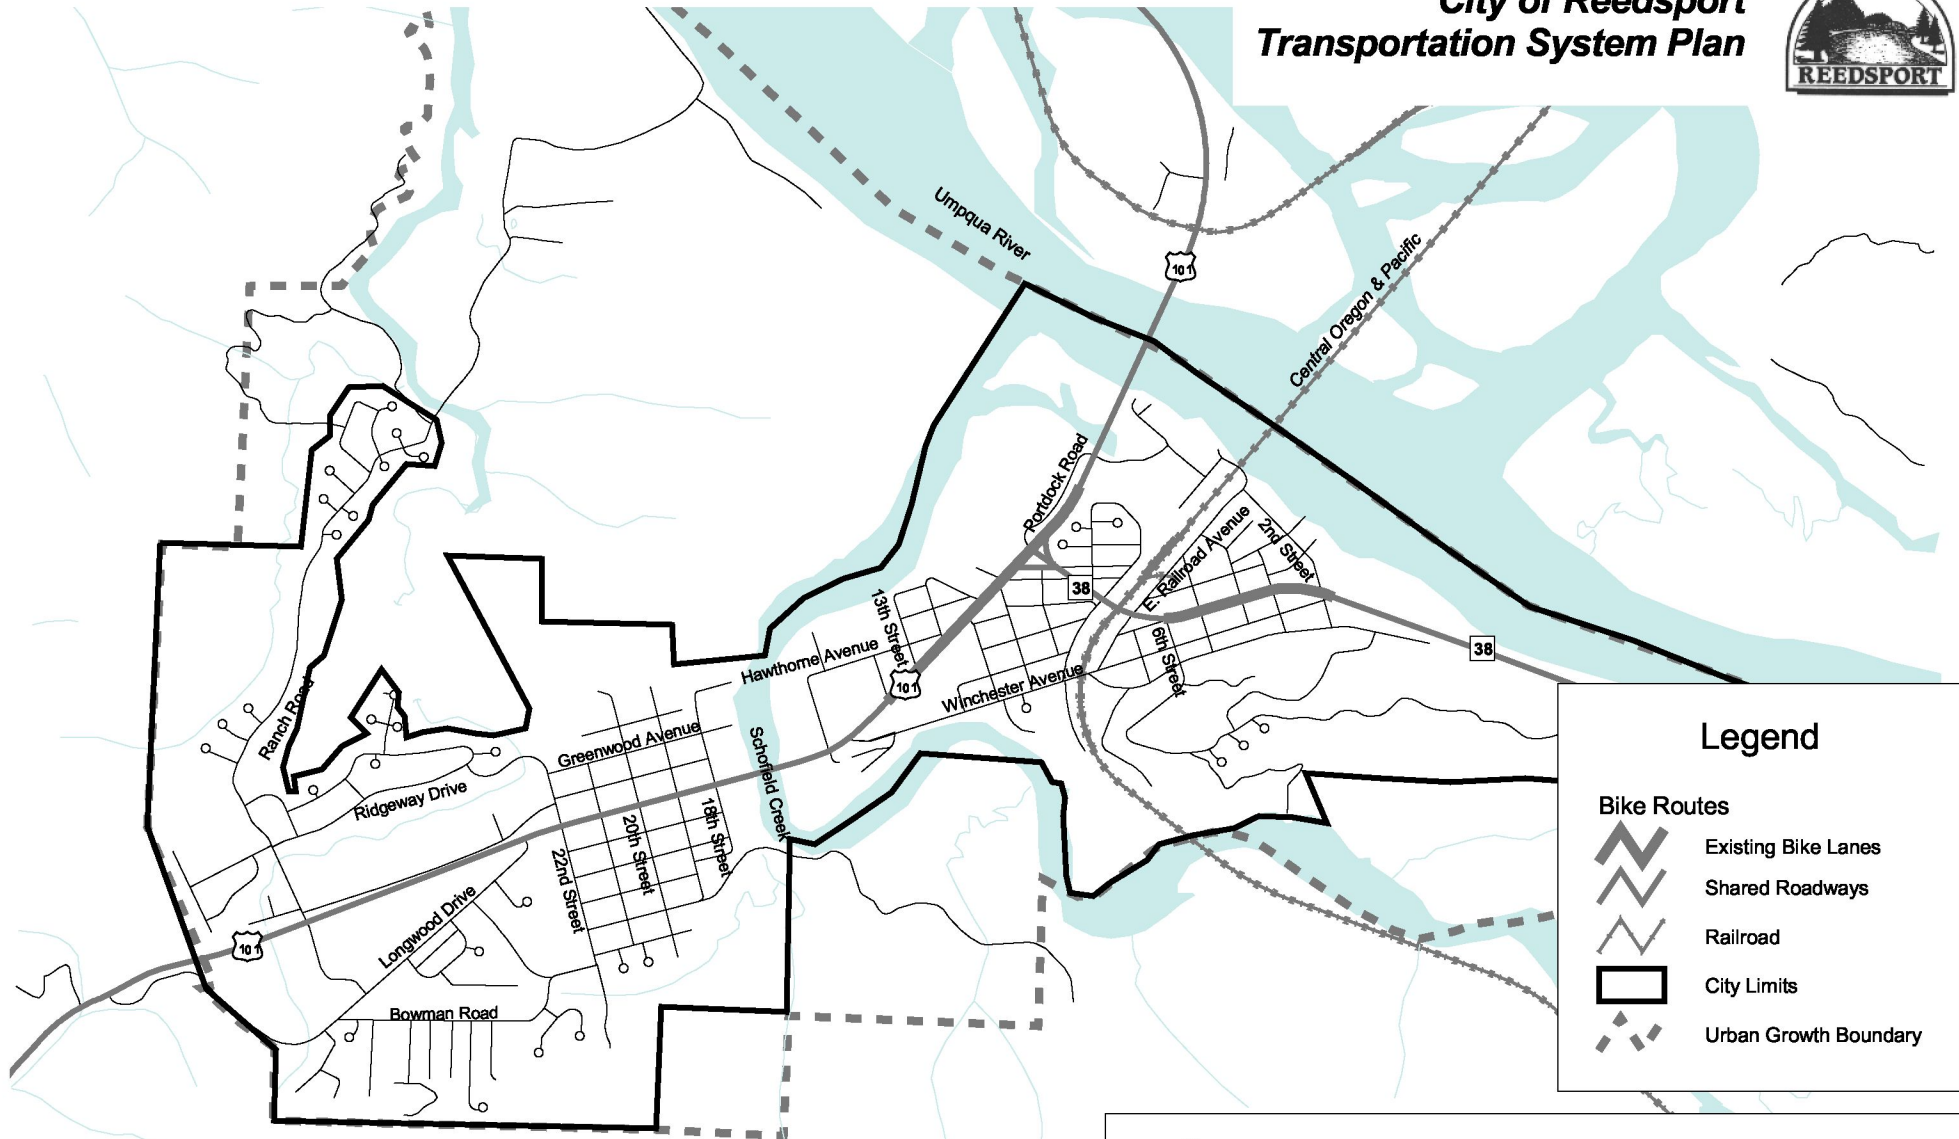 City of Reedsport
Transportation System Plan
REEDSPORT
Umpqua River
101
Central Oregon & Pacific
Portdock Road
2nd Street
E. Railroad Avenue
38
13th Street
6th Street
38
Hawthorne Avenue
101
Winchester Avenue
Ranch Road
Greenwood Avenue
Schofield Creek
Ridgeway Drive
18th Street
20th Street
22nd Street
Longwood Drive
101
Bowman Road
Legend
Bike Routes
Existing Bike Lanes
Shared Roadways
Railroad
City Limits
Urban Growth Boundary